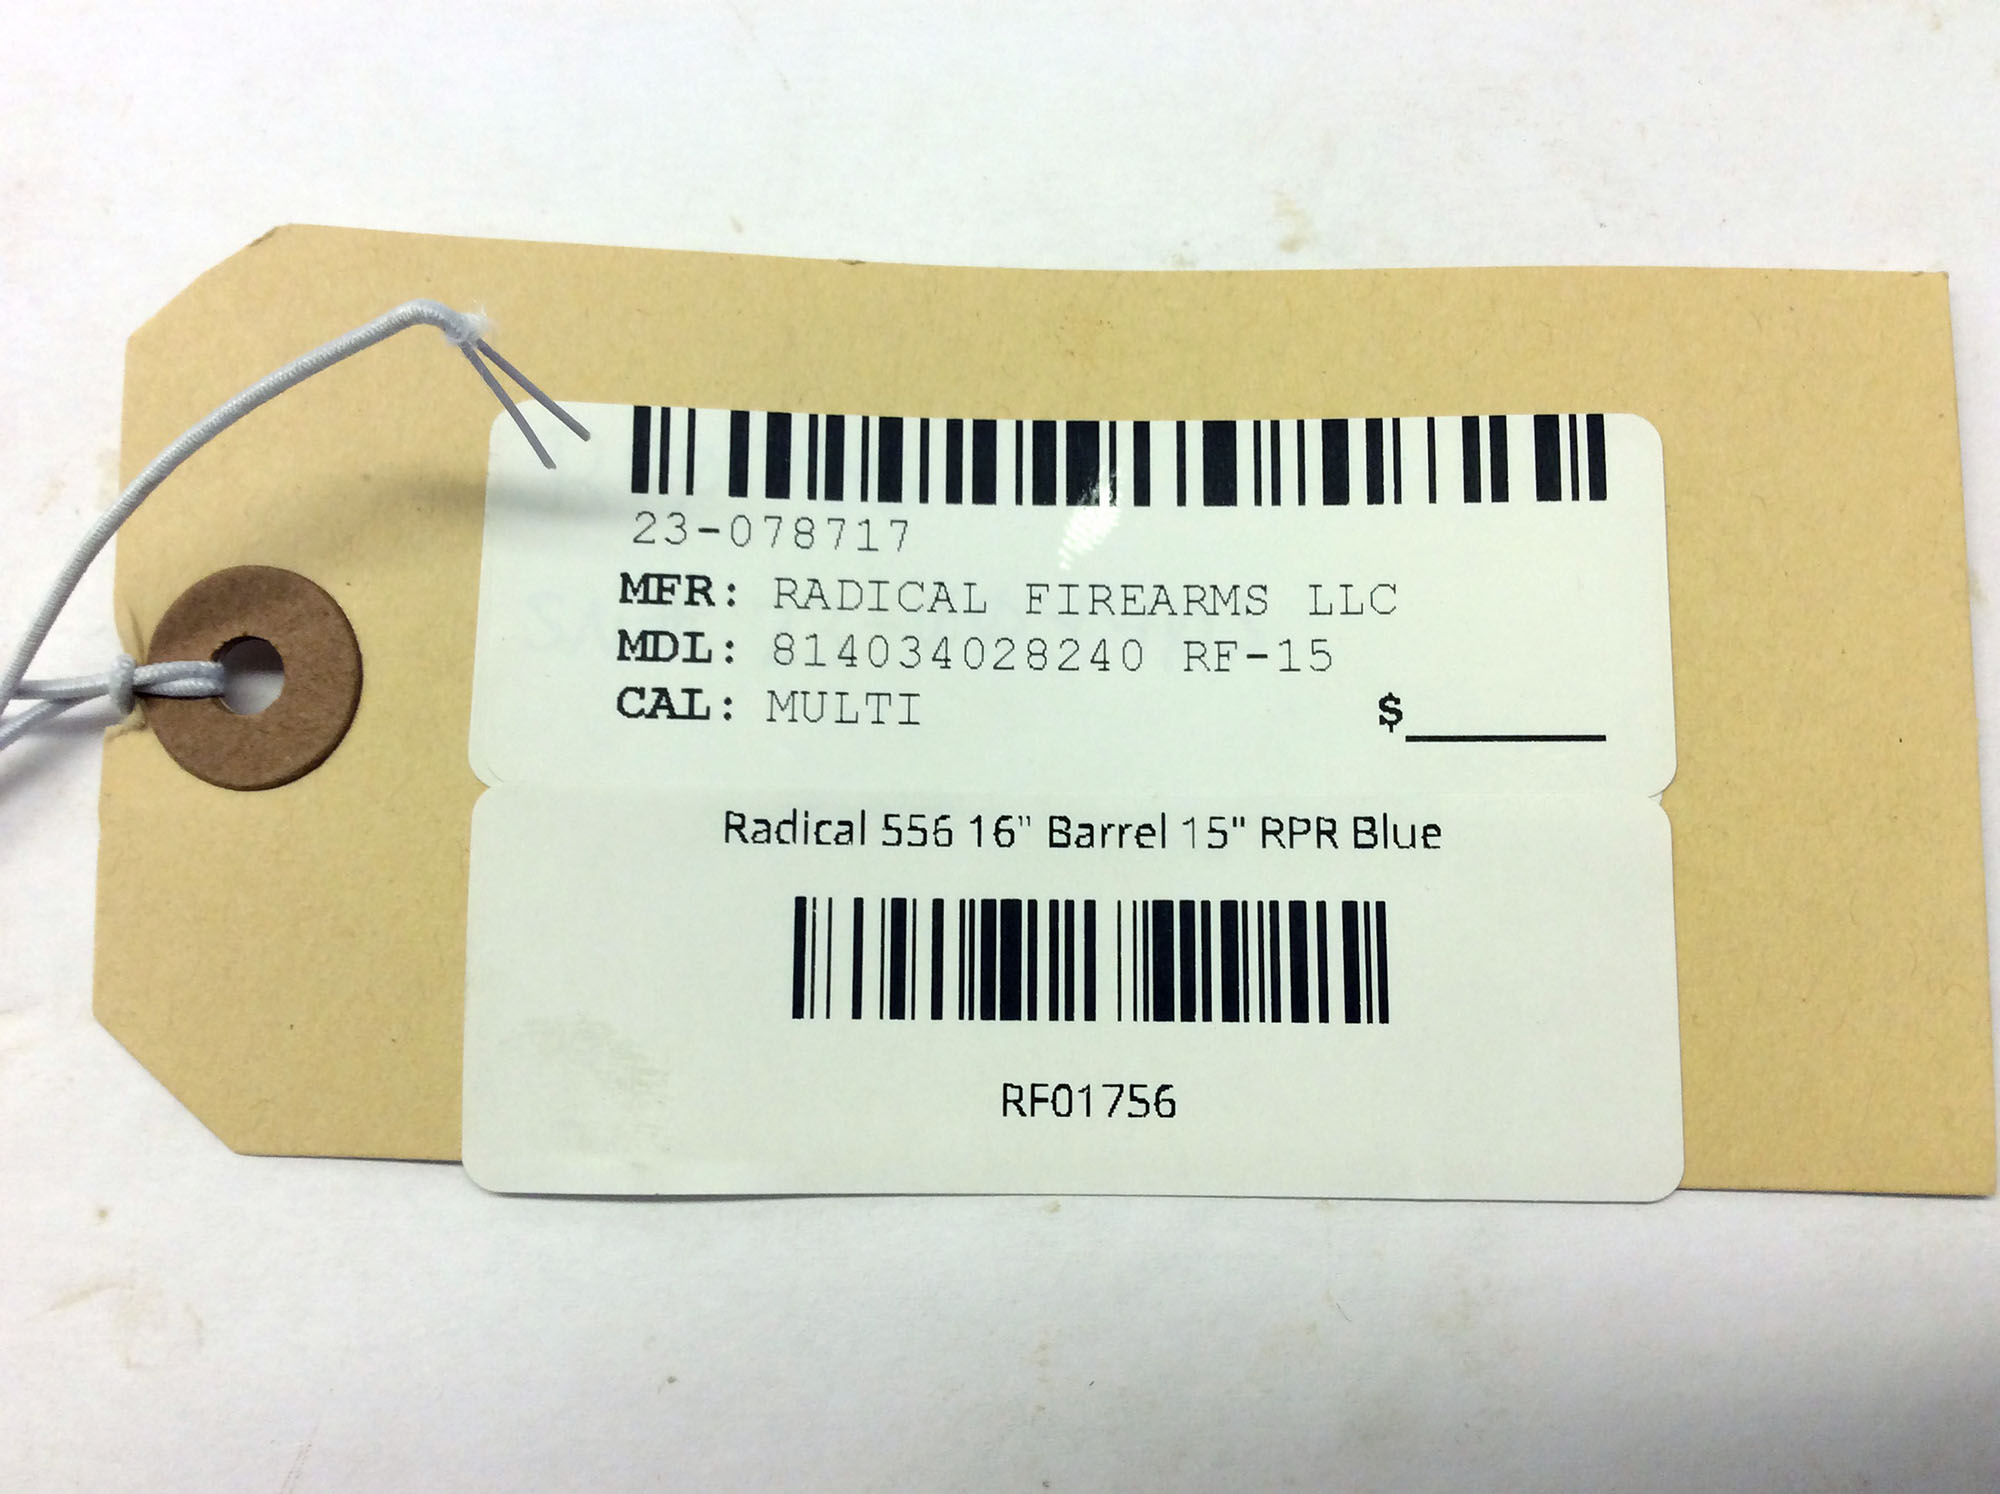 23-078717
MFR: RADICAL FIREARMS LLC
MDL: 814034028240 RF-15
CAL: MULTI
$
Radical 556 16" Barrel 15" RPR Blue
RF01756